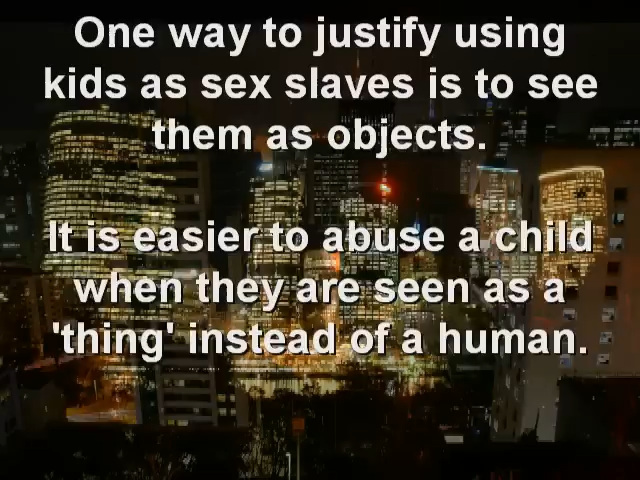 One way to justify using
kids as sex slaves is to see
them as objects.
It is easier to abuse a child
when they are seen as a
'thing' instead of a human.